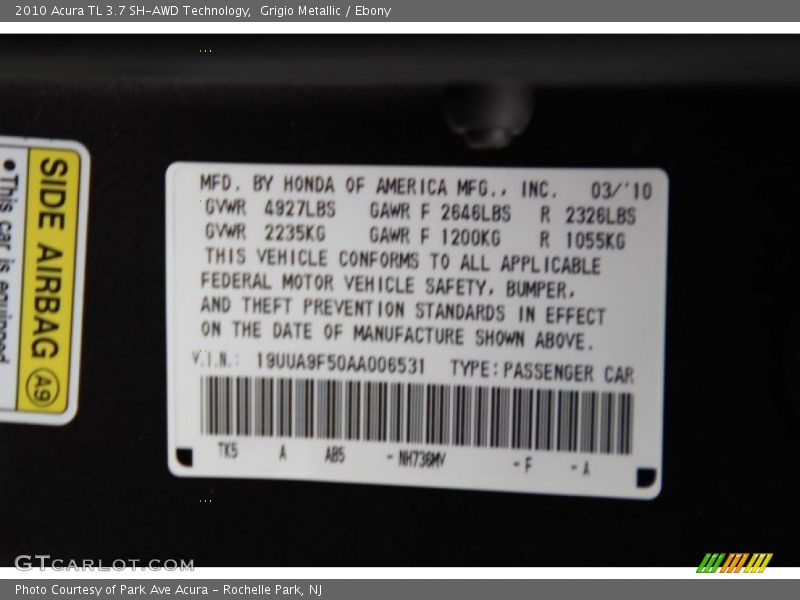 2010 Acura TL 3.7 SH-AWD Technology,  Grigio Metallic / Ebony
SIDE AIRBAG A9
•This car is equipped
MFD. BY HONDA OF AMERICA MFG., INC. 03/'10
GVWR 4927LBS GAWR F 2646LBS R 2326LBS
GVWR 2235KG GAWR F 1200KG R 1055KG
THIS VEHICLE CONFORMS TO ALL APPLICABLE
FEDERAL MOTOR VEHICLE SAFETY, BUMPER,
AND THEFT PREVENTION STANDARDS IN EFFECT
ON THE DATE OF MANUFACTURE SHOWN ABOVE.
V.I.N.: 19UUA9F50AA006531 TYPE: PASSENGER CAR
TK5 A AB5 - NH736MV - F - A
GTCARLOT.COM
Photo Courtesy of Park Ave Acura - Rochelle Park, NJ